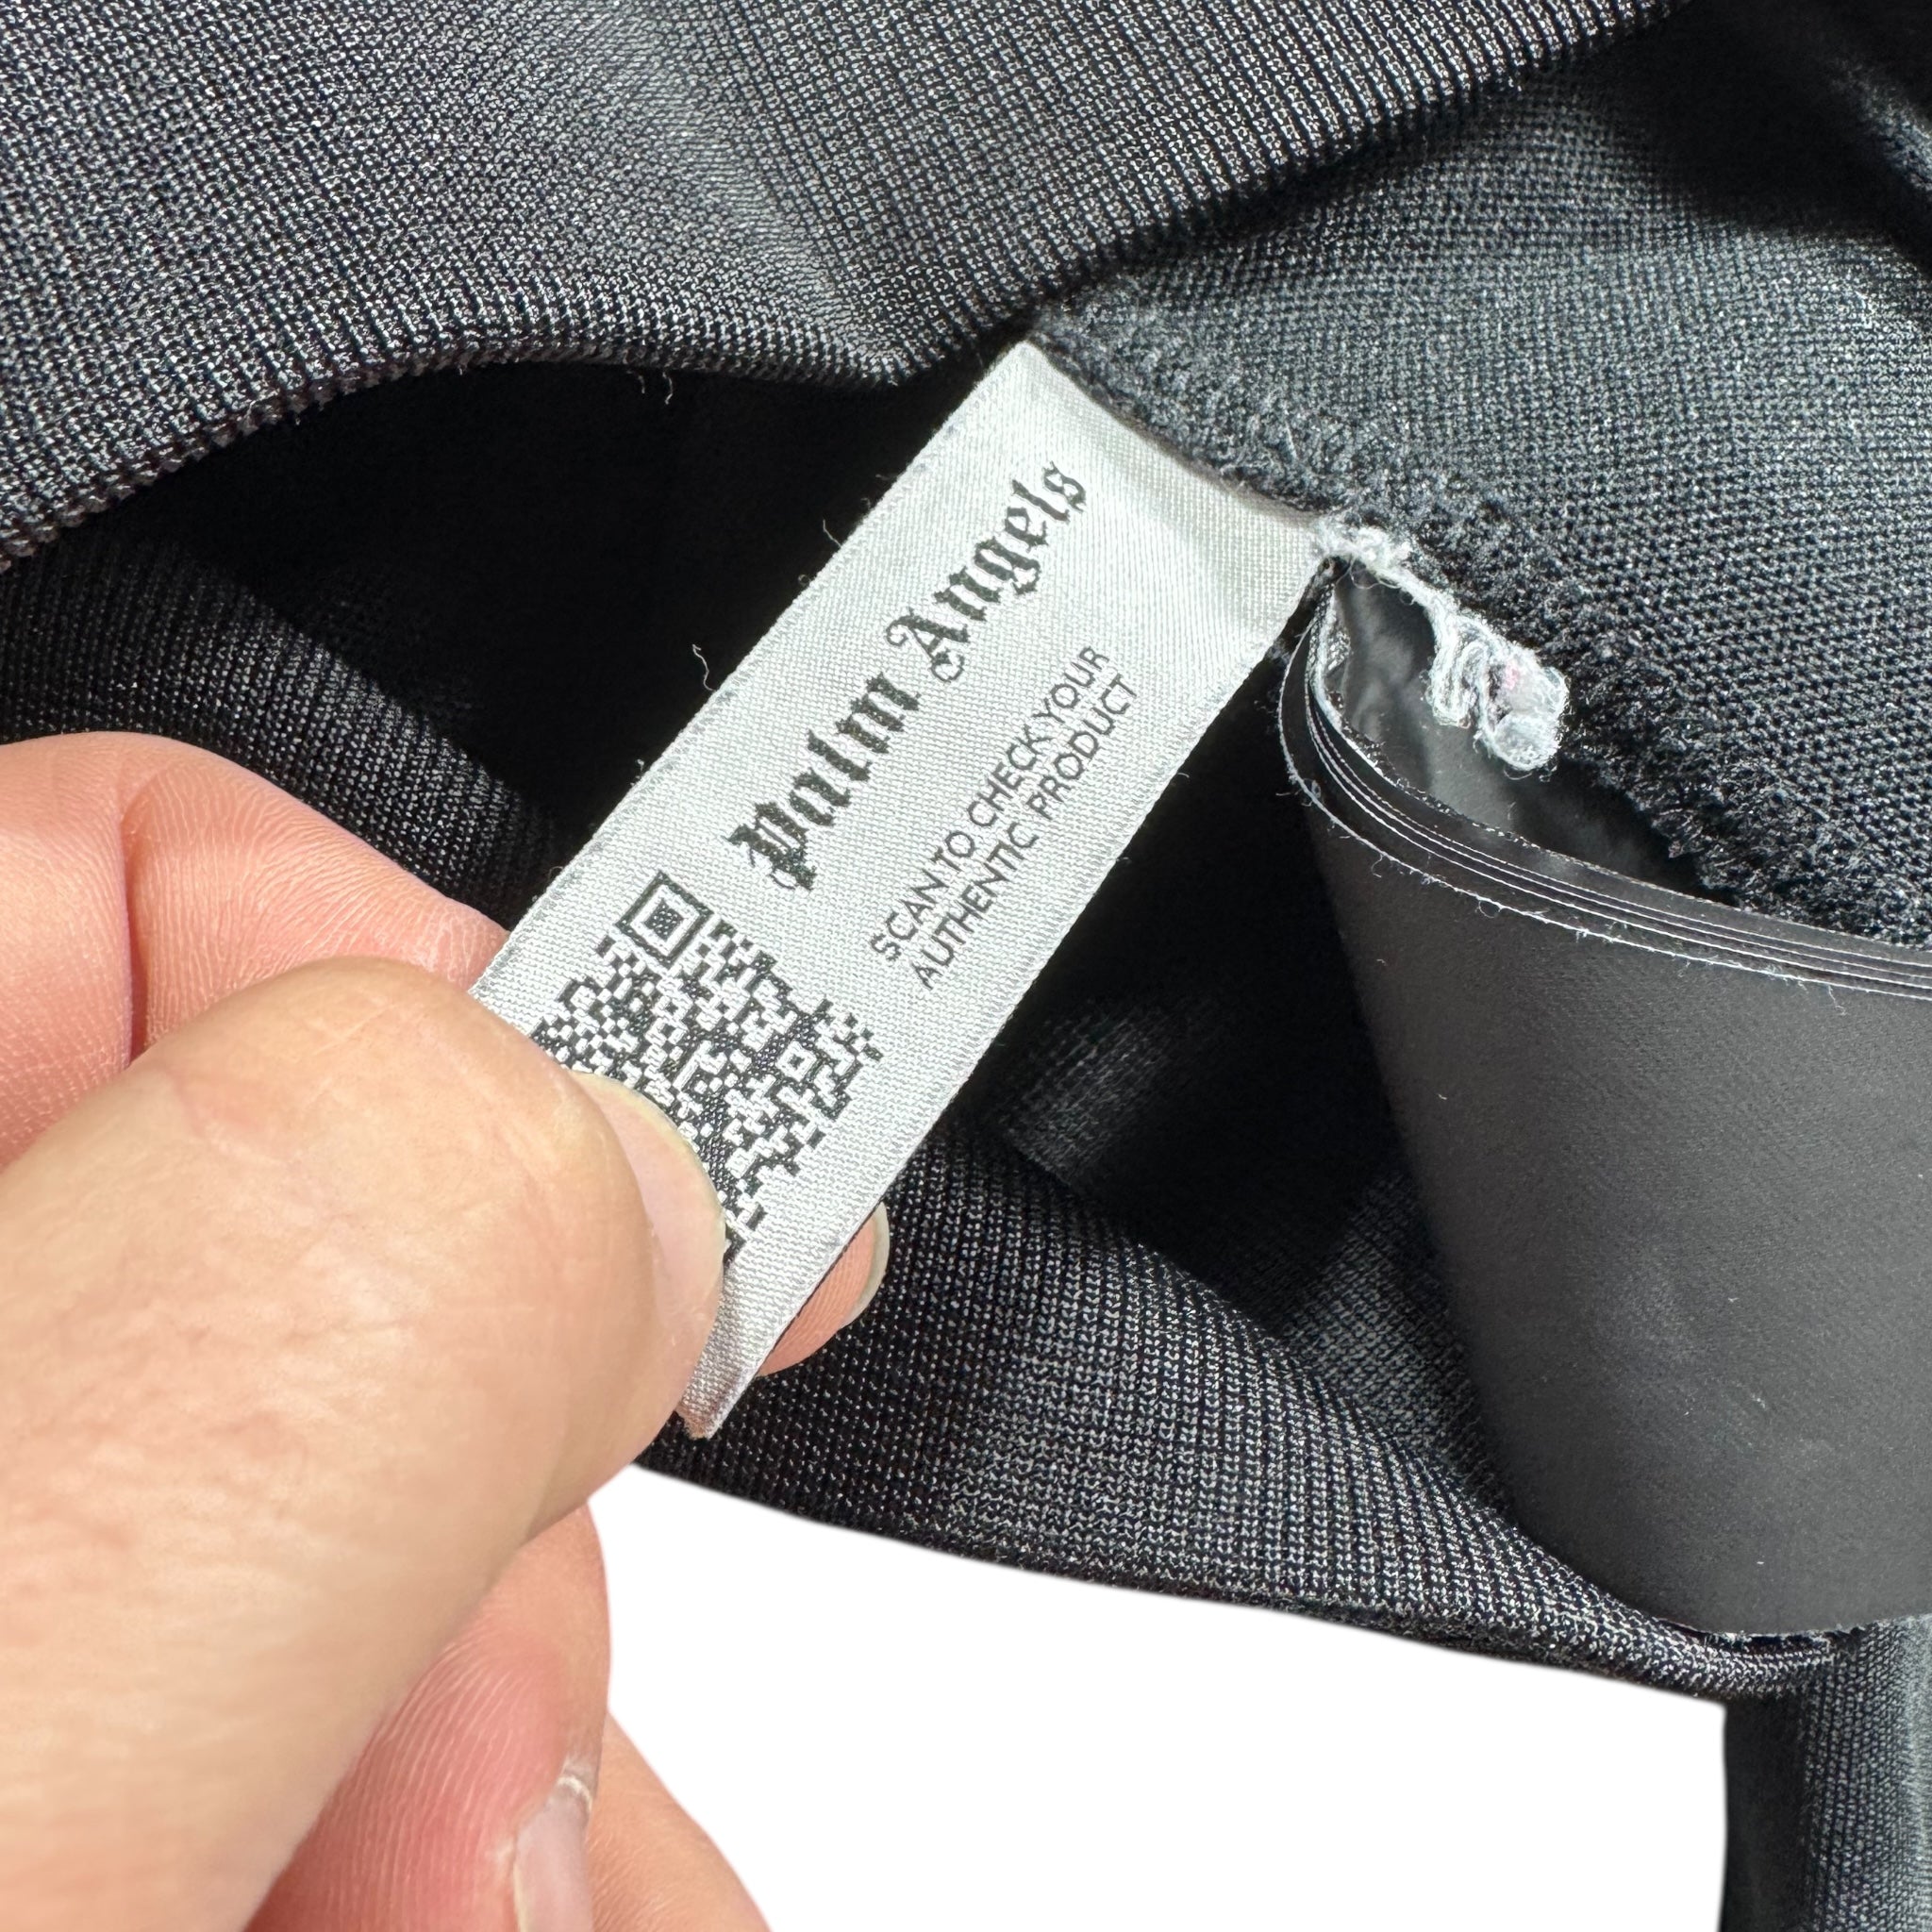 Palm Angels
SCAN TO CHECK YOUR
AUTHENTIC PRODUCT